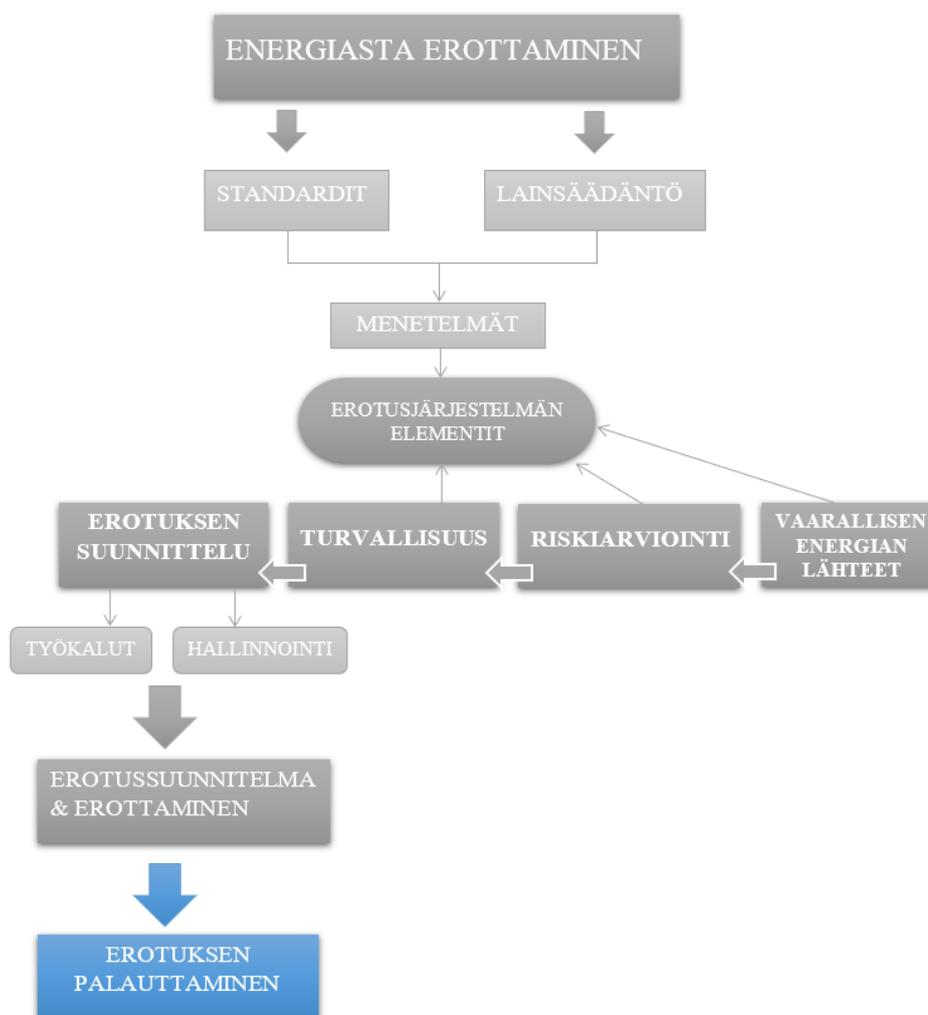 ENERGIASTA EROTTAMINEN
STANDARDIT
LAINSÄÄDÄNTÖ
MENETELMÄT
EROTUSJÄRJESTELMÄN
ELEMENTIT
EROTUKSEN
SUUNNITTELU
TURVALLISUUS
RISKIARVIOINTI
VAARALLISEN
ENERGIAN
LÄHTEET
TYÖKALUT
HALLINNOINTI
EROTUSSUUNNITELMA
& EROTTAMINEN
EROTUKSEN
PALAUTTAMINEN